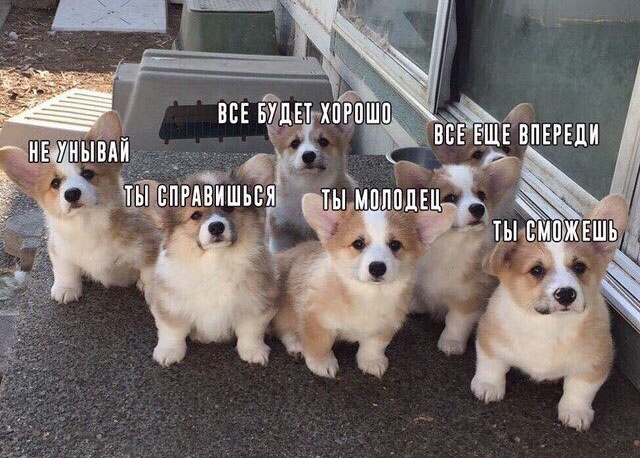 ВСЕ БУДЕТ ХОРОШО
ВСЕ ЕЩЕ ВПЕРЕДИ
НЕ УНЫВАЙ
ТЫ СПРАВИШЬСЯ
ТЫ МОЛОДЕЦ
ТЫ СМОЖЕШЬ